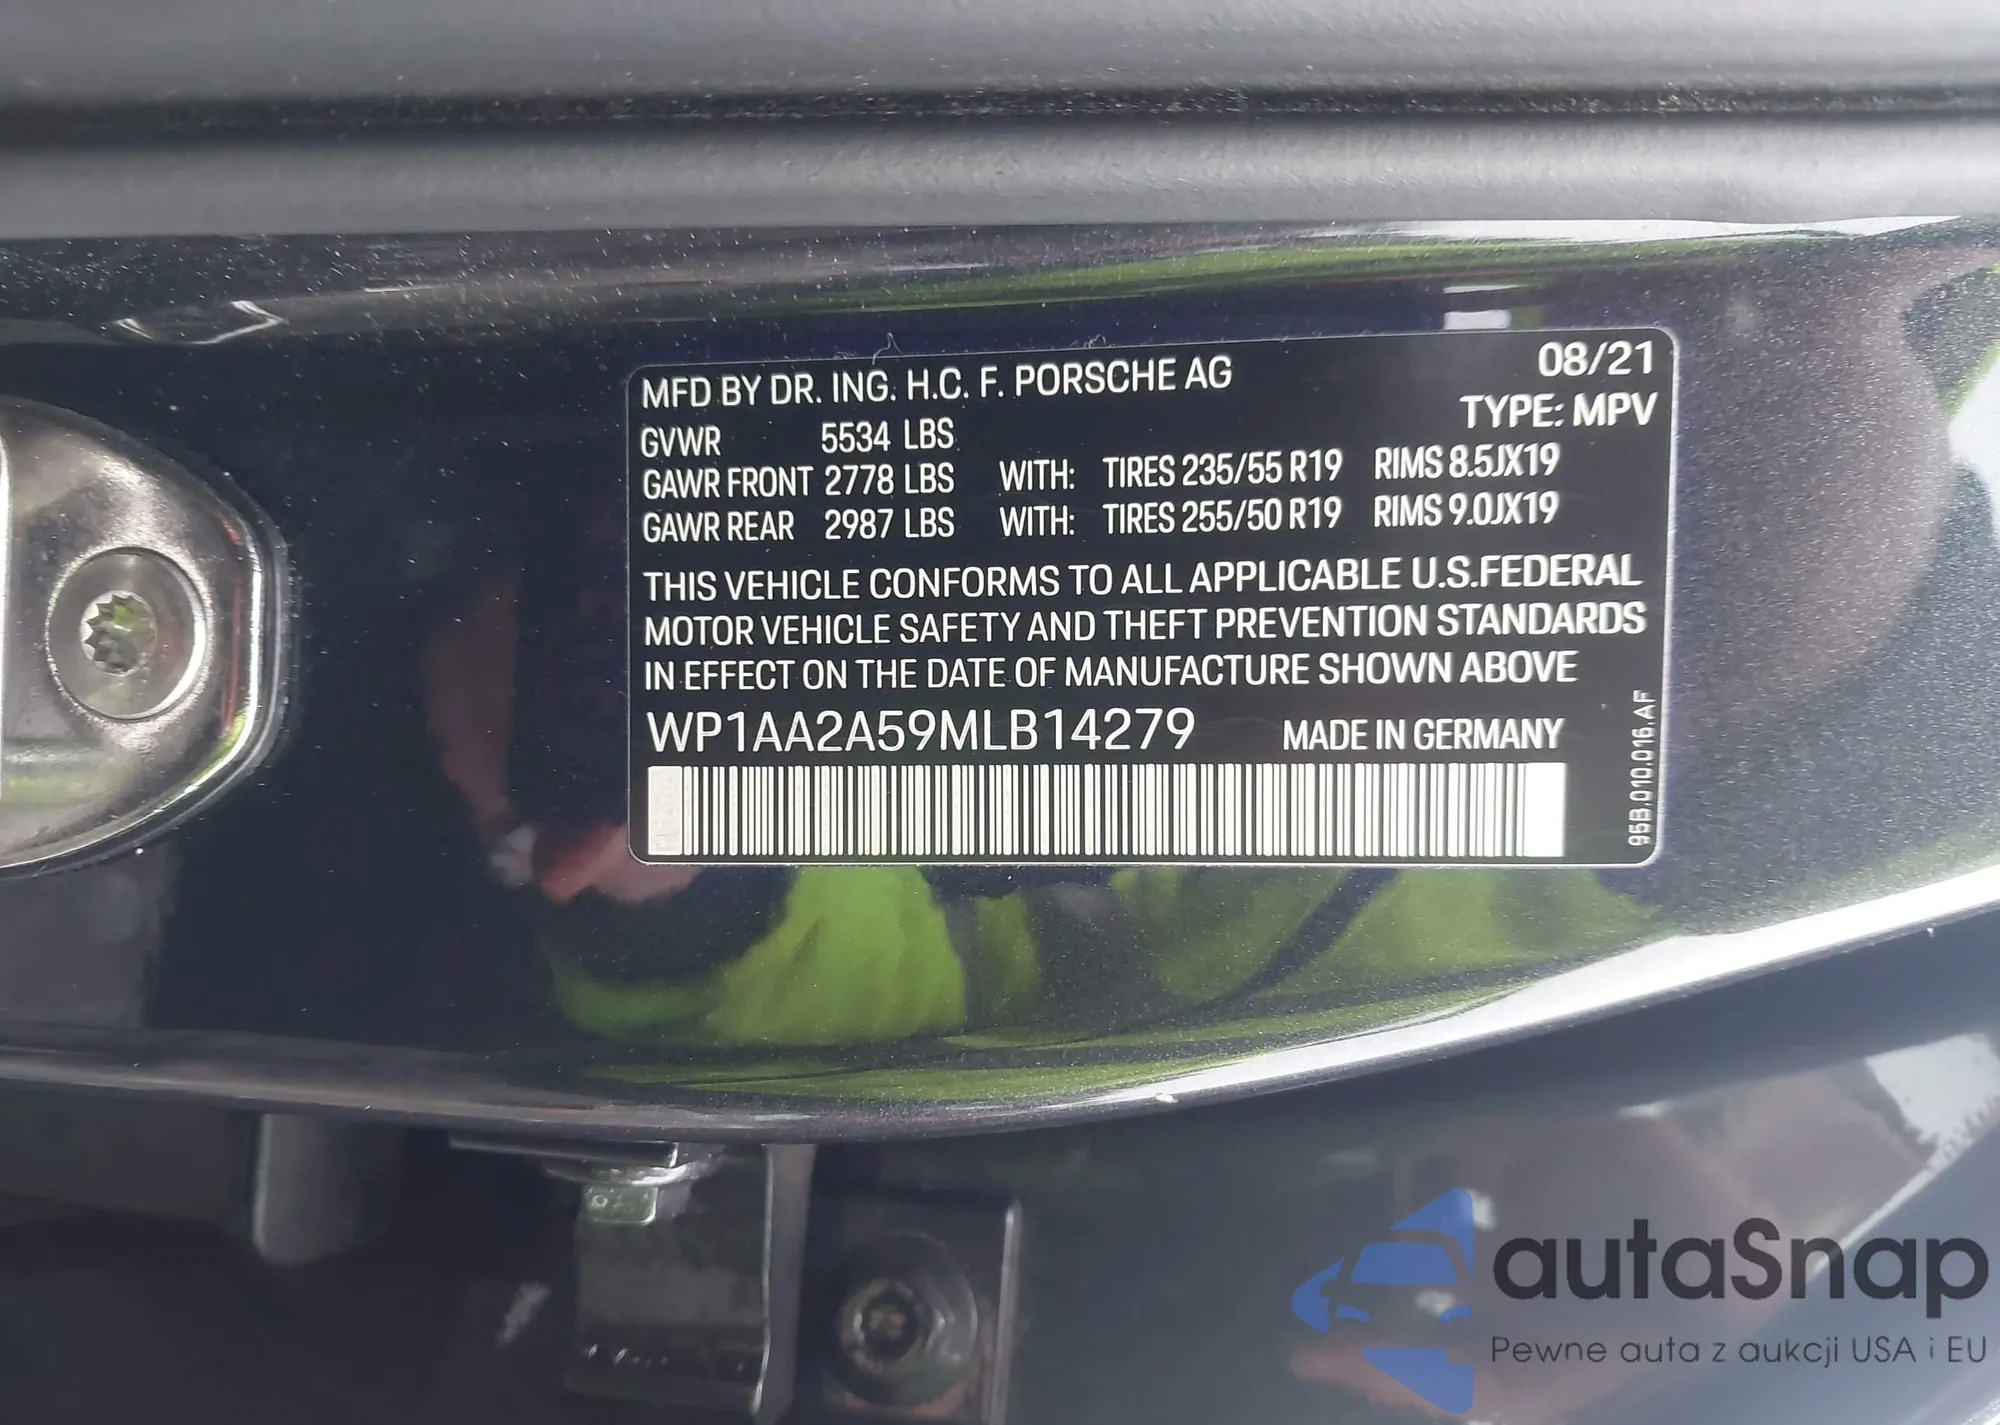 MFD BY DR. ING. H.C. F. PORSCHE AG 08/21
TYPE: MPV
GVWR 5534 LBS
GAWR FRONT 2778 LBS WITH: TIRES 235/55 R19 RIMS 8.5JX19
GAWR REAR 2987 LBS WITH: TIRES 255/50 R19 RIMS 9.0JX19
THIS VEHICLE CONFORMS TO ALL APPLICABLE U.S.FEDERAL
MOTOR VEHICLE SAFETY AND THEFT PREVENTION STANDARDS
IN EFFECT ON THE DATE OF MANUFACTURE SHOWN ABOVE
WP1AA2A59MLB14279 MADE IN GERMANY
95B.010.016.AF
autaSnap
Pewne auta z aukcji USA i EU